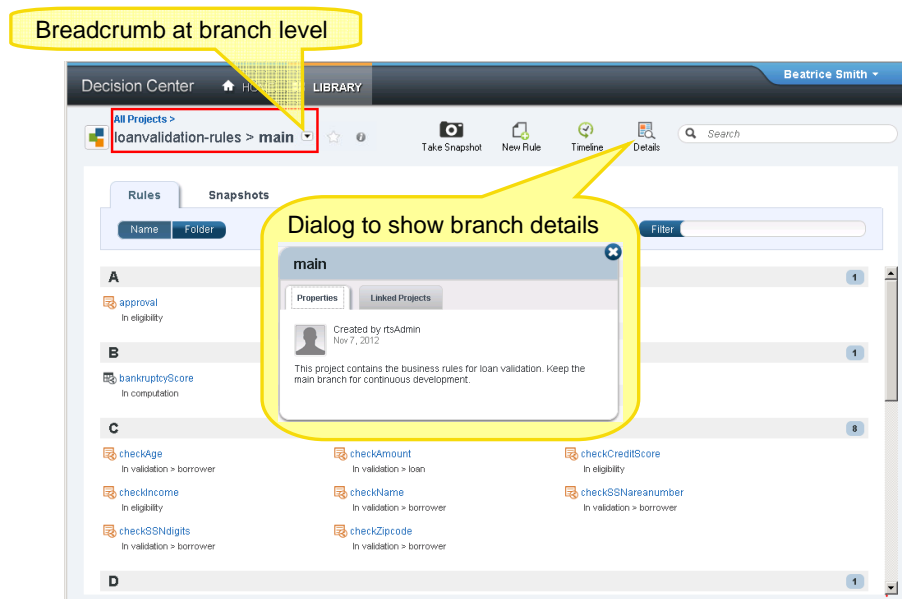 Breadcrumb at branch level
Beatrice Smith
Decision Center
LIBRARY
All Projects >
loanvalidation-rules > main
Take Snapshot
New Rule
Timeline
Details
Search
Rules
Snapshots
Name
Folder
Filter
Dialog to show branch details
main
Properties
Linked Projects
Created by rtsAdmin
Nov 7, 2012
This project contains the business rules for loan validation. Keep the
main branch for continuous development.
A
1
approval
In eligibility
B
1
bankruptcyScore
In computation
C
8
checkAge
In validation > borrower
checkAmount
In validation > loan
checkCreditScore
In eligibility
checkIncome
In eligibility
checkName
In validation > borrower
checkSSNareanumber
In validation > borrower
checkSSNdigits
In validation > borrower
checkZipcode
In validation > borrower
D
1